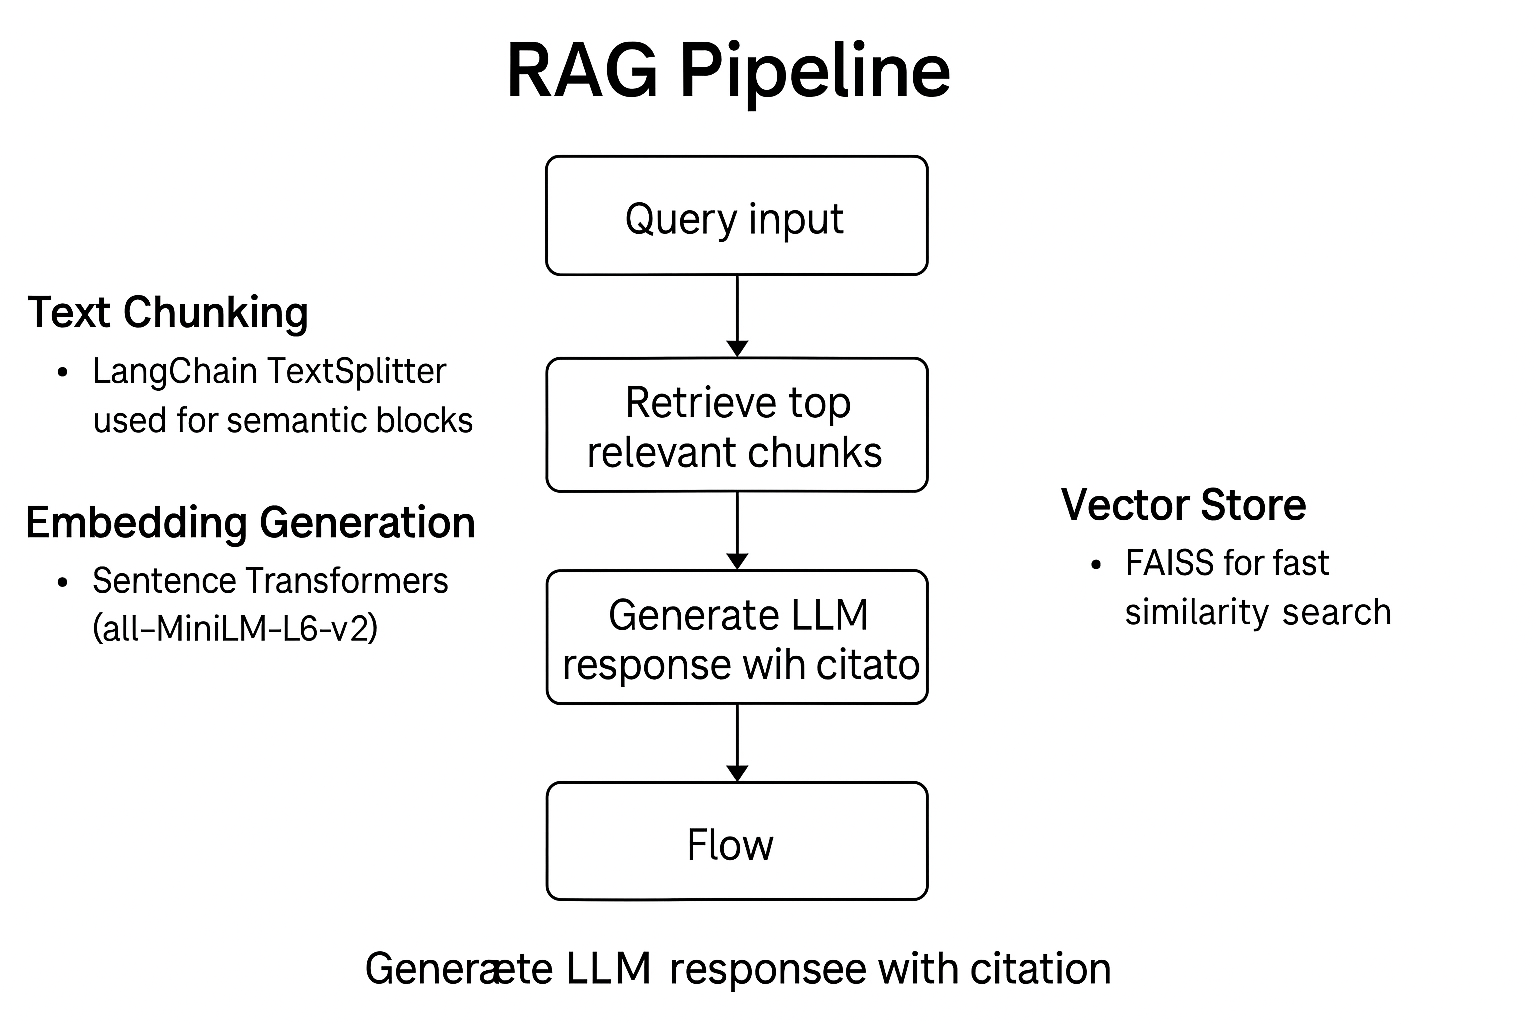 RAG Pipeline
Query input
Text Chunking
• LangChain TextSplitter
used for semantic blocks
Retrieve top
relevant chunks
Embedding Generation
• Sentence Transformers
(all-MiniLM-L6-v2)
Vector Store
• FAISS for fast
similarity search
Generate LLM
response wih citato
Flow
Generæete LLM responsee with citation